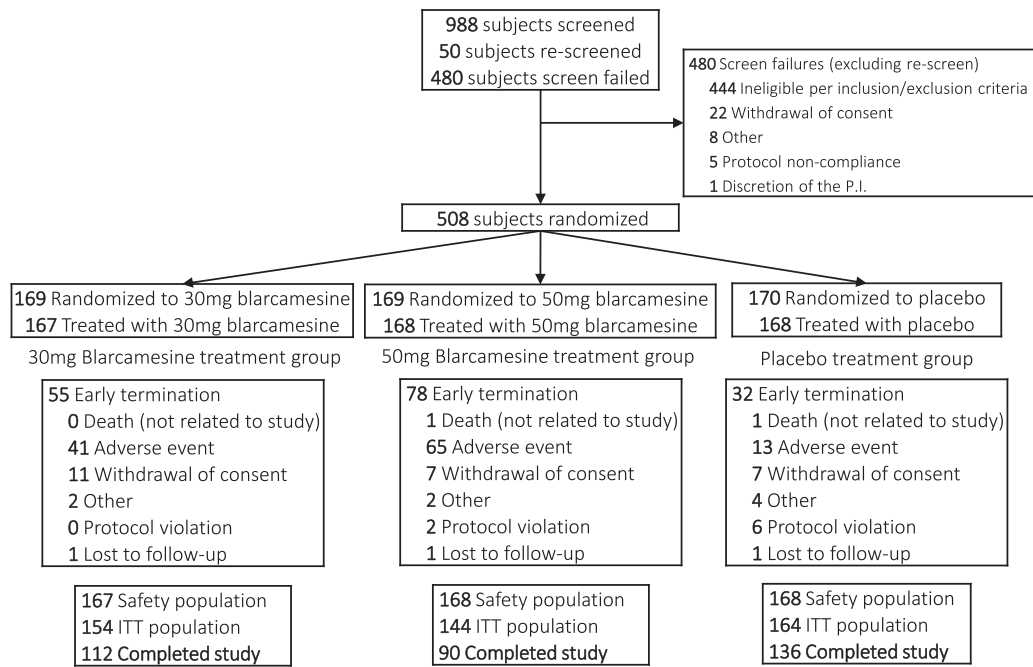 988 subjects screened
50 subjects re-screened
480 subjects screen failed
480 Screen failures (excluding re-screen)
444 Ineligible per inclusion/exclusion criteria
22 Withdrawal of consent
8 Other
5 Protocol non-compliance
1 Discretion of the P.I.
508 subjects randomized
169 Randomized to 30mg blarcamesine
167 Treated with 30mg blarcamesine
30mg Blarcamesine treatment group
55 Early termination
0 Death (not related to study)
41 Adverse event
11 Withdrawal of consent
2 Other
0 Protocol violation
1 Lost to follow-up
167 Safety population
154 ITT population
112 Completed study
169 Randomized to 50mg blarcamesine
168 Treated with 50mg blarcamesine
50mg Blarcamesine treatment group
78 Early termination
1 Death (not related to study)
65 Adverse event
7 Withdrawal of consent
2 Other
2 Protocol violation
1 Lost to follow-up
168 Safety population
144 ITT population
90 Completed study
170 Randomized to placebo
168 Treated with placebo
Placebo treatment group
32 Early termination
1 Death (not related to study)
13 Adverse event
7 Withdrawal of consent
4 Other
6 Protocol violation
1 Lost to follow-up
168 Safety population
164 ITT population
136 Completed study